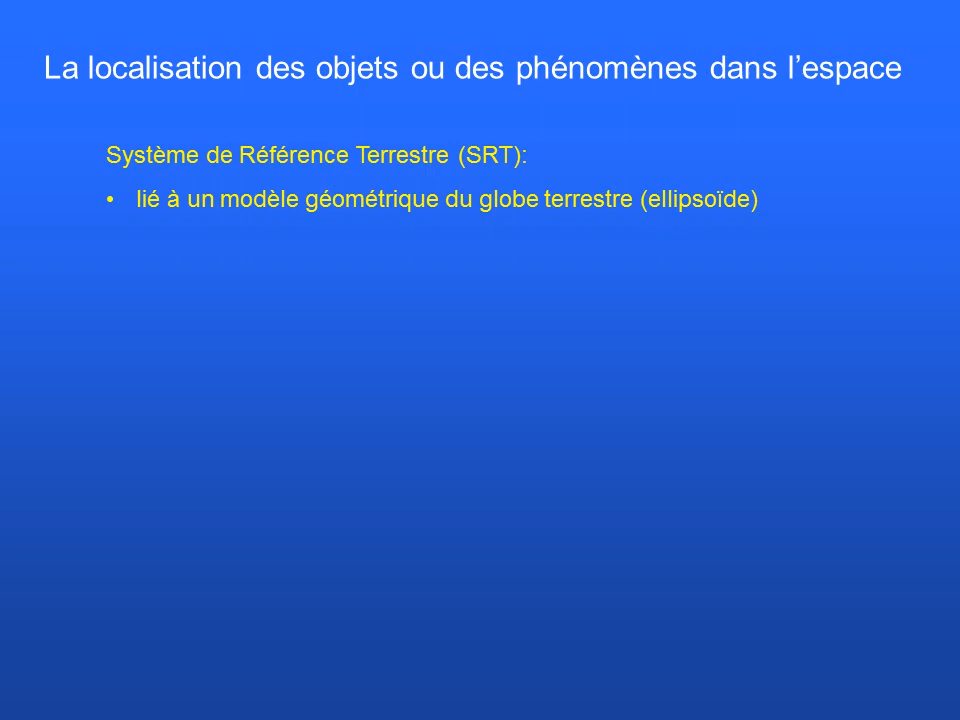 La localisation des objets ou des phénomènes dans l’espace
Système de Référence Terrestre (SRT):
• lié à un modèle géométrique du globe terrestre (ellipsoïde)